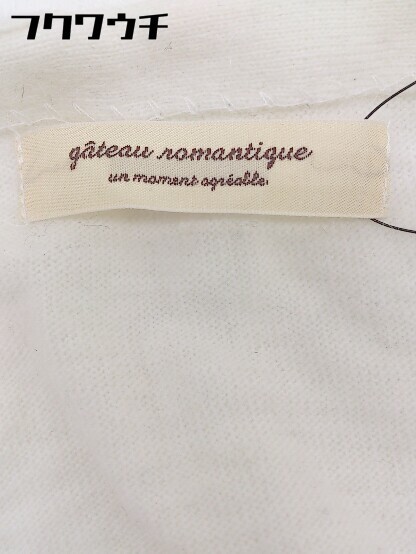 フクワウチ
gâteau romantique
un moment agréable.